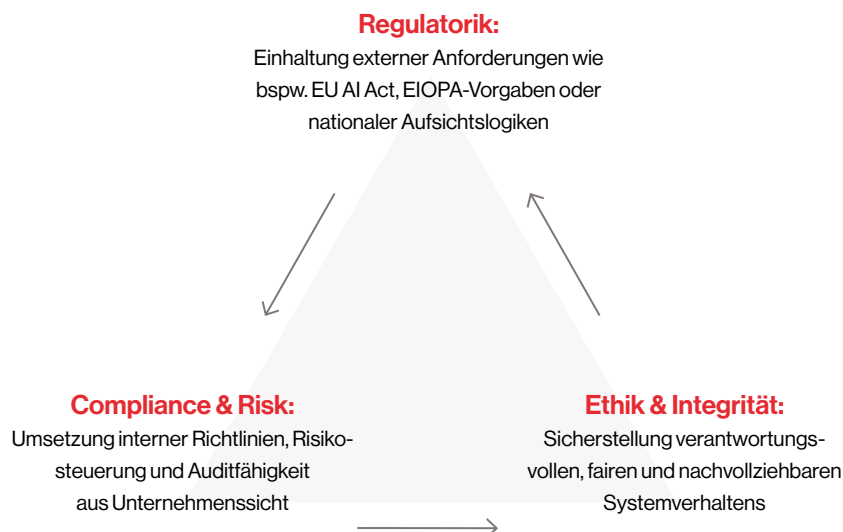 Regulatorik:
Einhaltung externer Anforderungen wie
bspw. EU AI Act, EIOPA-Vorgaben oder
nationaler Aufsichtslogiken
Compliance & Risk:
Umsetzung interner Richtlinien, Risiko-
steuerung und Auditfähigkeit
aus Unternehmenssicht
Ethik & Integrität:
Sicherstellung verantwortungs-
vollen, fairen und nachvollziehbaren
Systemverhaltens